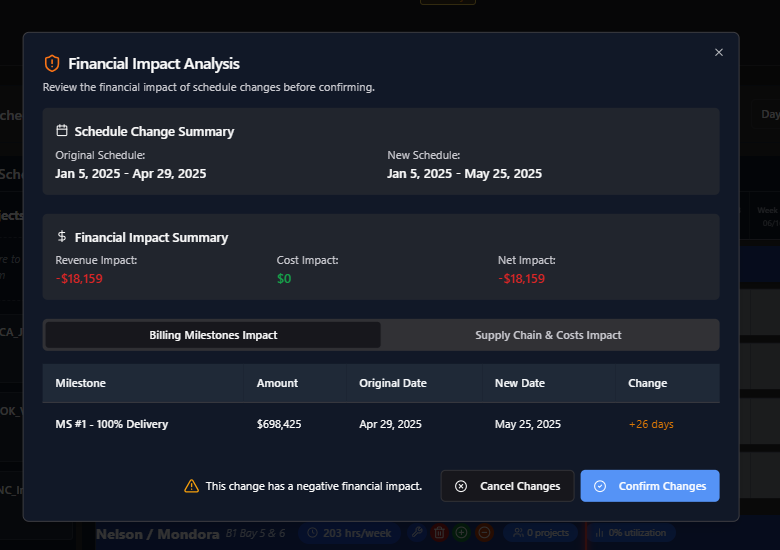 Financial Impact Analysis
Review the financial impact of schedule changes before confirming.
Schedule Change Summary
Original Schedule: New Schedule:
Jan 5, 2025 - Apr 29, 2025 Jan 5, 2025 - May 25, 2025
Financial Impact Summary
Revenue Impact: Cost Impact: Net Impact:
-$18,159 $0 -$18,159
Billing Milestones Impact Supply Chain & Costs Impact
Milestone Amount Original Date New Date Change
MS #1 - 100% Delivery $698,425 Apr 29, 2025 May 25, 2025 +26 days
This change has a negative financial impact. Cancel Changes Confirm Changes
Nelson / Mondora B1 Bay 5 & 6 203 hrs/week 0 projects 0% utilization